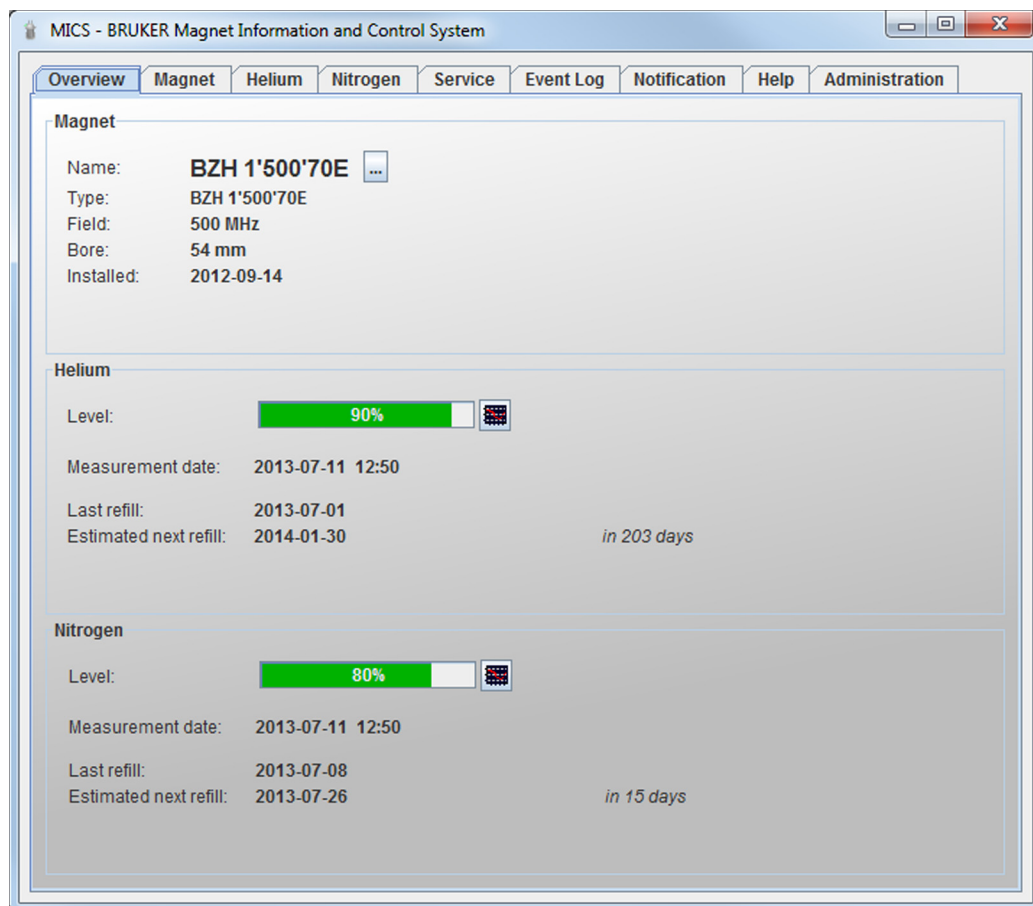 MICS - BRUKER Magnet Information and Control System
Overview Magnet Helium Nitrogen Service Event Log Notification Help Administration
Magnet
Name: BZH 1'500'70E ...
Type: BZH 1'500'70E
Field: 500 MHz
Bore: 54 mm
Installed: 2012-09-14
Helium
Level: 90%
Measurement date: 2013-07-11 12:50
Last refill: 2013-07-01
Estimated next refill: 2014-01-30 in 203 days
Nitrogen
Level: 80%
Measurement date: 2013-07-11 12:50
Last refill: 2013-07-08
Estimated next refill: 2013-07-26 in 15 days